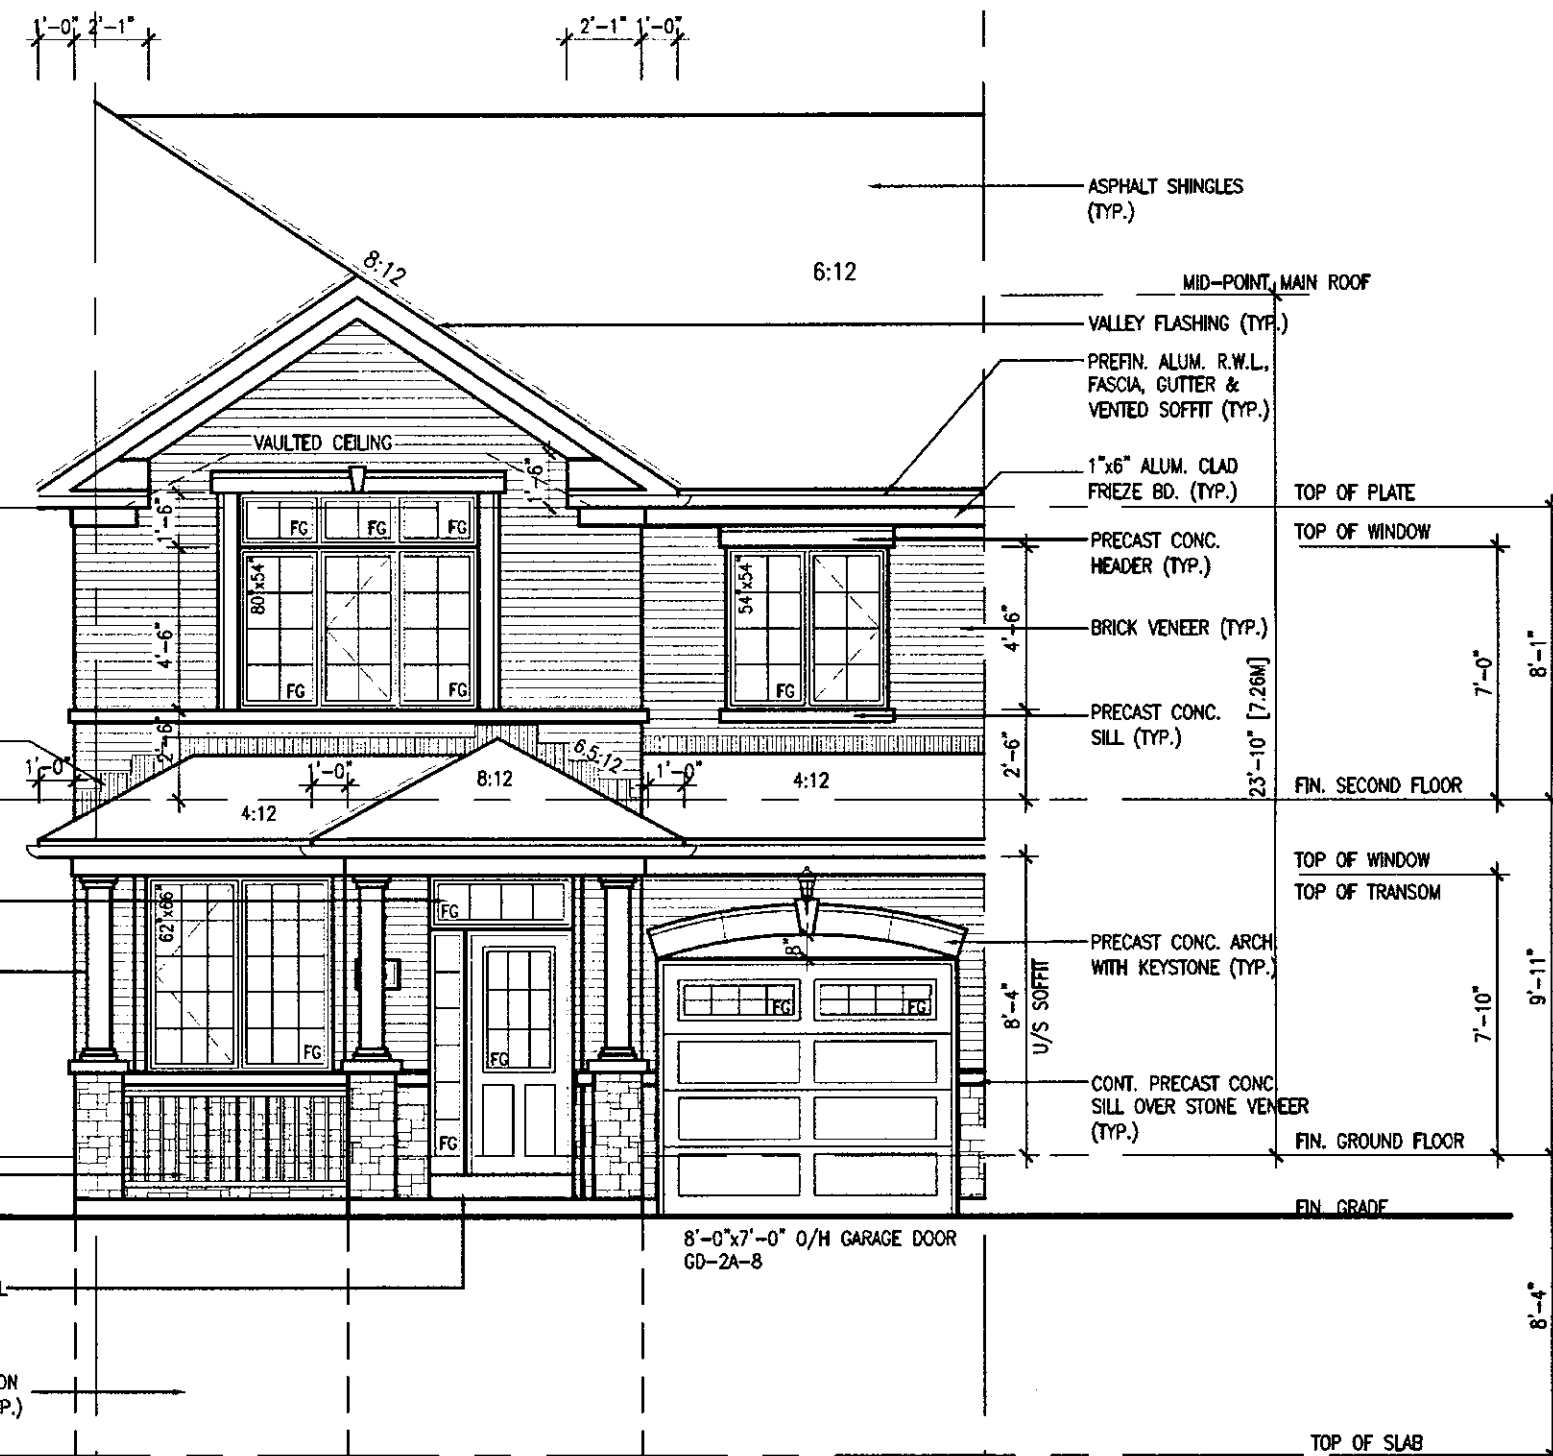 1'-0" 2'-1"
2'-1" 1'-0"
ASPHALT SHINGLES
(TYP.)
8:12
6:12
MID-POINT MAIN ROOF
VALLEY FLASHING (TYP.)
PREFIN. ALUM. R.W.L.,
FASCIA, GUTTER &
VENTED SOFFIT (TYP.)
VAULTED CEILING
1'-6"
1'-6"
1"x6" ALUM. CLAD
FRIEZE BD. (TYP.)
TOP OF PLATE
FG FG FG
TOP OF WINDOW
PRECAST CONC.
HEADER (TYP.)
80"x54"
54"x54"
4'-6"
4'-6"
BRICK VENEER (TYP.)
7'-0"
8'-1"
FG FG FG
PRECAST CONC.
SILL (TYP.)
23'-10" [7.26M]
2'-6"
2'-6"
6.5:12
1'-0"
1'-0"
8:12
1'-0"
4:12
4:12
FIN. SECOND FLOOR
TOP OF WINDOW
TOP OF TRANSOM
62"x66"
FG
8"
PRECAST CONC. ARCH
WITH KEYSTONE (TYP.)
8'-4"
U/S SOFFIT
7'-10"
9'-11"
FG FG
FG FG
CONT. PRECAST CONC.
SILL OVER STONE VENEER
(TYP.)
FG
FIN. GROUND FLOOR
FIN. GRADE
8'-0"x7'-0" O/H GARAGE DOOR
GD-2A-8
L
8'-4"
ON
P.)
TOP OF SLAB